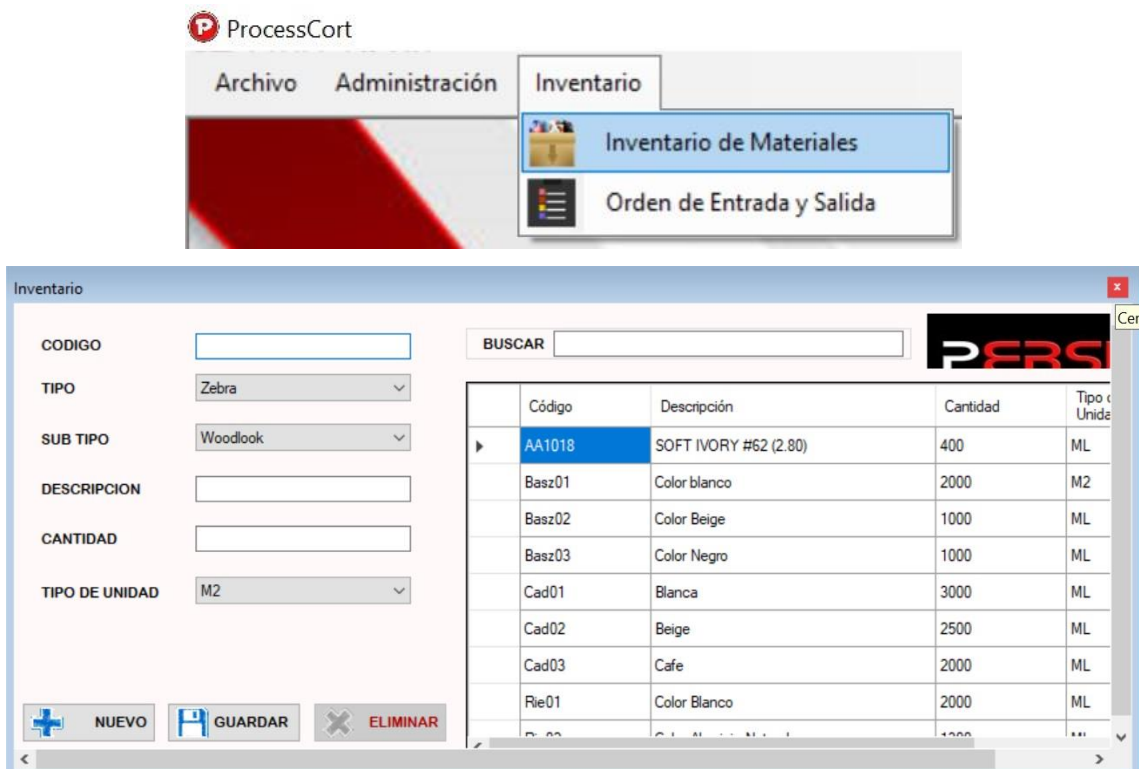 ProcessCort
Archivo Administración Inventario
Inventario de Materiales
Orden de Entrada y Salida
Inventario
CODIGO
TIPO Zebra
SUB TIPO Woodlook
DESCRIPCION
CANTIDAD
TIPO DE UNIDAD M2
NUEVO GUARDAR ELIMINAR
BUSCAR
Código Descripción Cantidad Tipo
AA1018 SOFT IVORY #62 (2.80) 400 ML
Basz01 Color blanco 2000 M2
Basz02 Color Beige 1000 ML
Basz03 Color Negro 1000 ML
Cad01 Blanca 3000 ML
Cad02 Beige 2500 ML
Cad03 Cafe 2000 ML
Rie01 Color Blanco 2000 ML